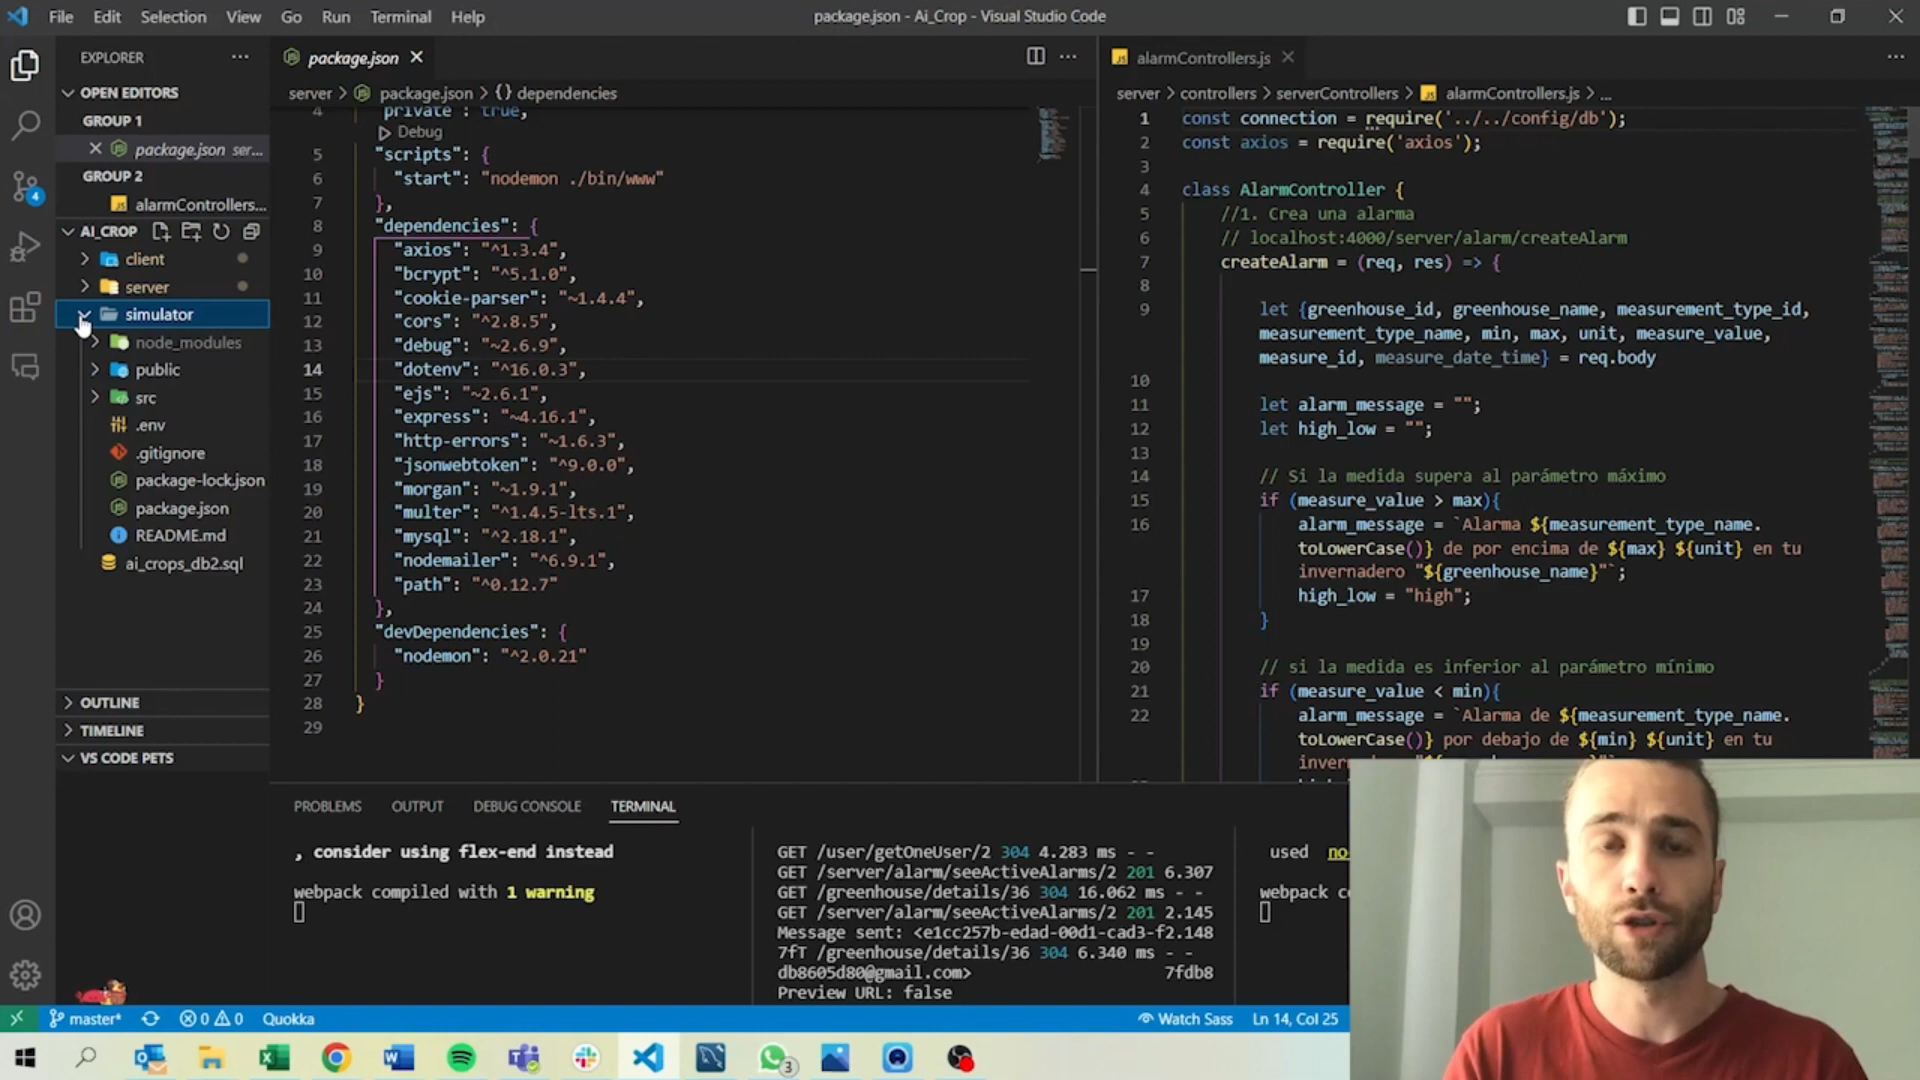 File Edit Selection View Go Run Terminal Help
package.json - Ai_Crop - Visual Studio Code
EXPLORER
OPEN EDITORS
GROUP 1
package.json ser...
GROUP 2
alarmControllers...
AI_CROP
client
server
simulator
node_modules
public
src
.env
.gitignore
package-lock.json
package.json
README.md
ai_crops_db2.sql
OUTLINE
TIMELINE
VS CODE PETS
package.json
server > package.json > {} dependencies
4 private": true,
Debug
5 "scripts": {
6 "start": "nodemon ./bin/www"
7 },
8 "dependencies": {
9 "axios": "^1.3.4",
10 "bcrypt": "^5.1.0",
11 "cookie-parser": "~1.4.4",
12 "cors": "^2.8.5",
13 "debug": "~2.6.9",
14 "dotenv": "^16.0.3",
15 "ejs": "~2.6.1",
16 "express": "~4.16.1",
17 "http-errors": "~1.6.3",
18 "jsonwebtoken": "^9.0.0",
19 "morgan": "~1.9.1",
20 "multer": "^1.4.5-lts.1",
21 "mysql": "^2.18.1",
22 "nodemailer": "^6.9.1",
23 "path": "^0.12.7"
24 },
25 "devDependencies": {
26 "nodemon": "^2.0.21"
27 }
28 }
29
alarmControllers.js
server > controllers > serverControllers > alarmControllers.js > ...
1 const connection = require('../../config/db');
2 const axios = require('axios');
3
4 class AlarmController {
5 //1. Crea una alarma
6 // localhost:4000/server/alarm/createAlarm
7 createAlarm = (req, res) => {
8
9 let {greenhouse_id, greenhouse_name, measurement_type_id,
measurement_type_name, min, max, unit, measure_value,
measure_id, measure_date_time} = req.body
10
11 let alarm_message = "";
12 let high_low = "";
13
14 // Si la medida supera al parámetro máximo
15 if (measure_value > max){
16 alarm_message = `Alarma ${measurement_type_name.
toLowerCase()} de por encima de ${max} ${unit} en tu
invernadero "${greenhouse_name}"`;
17 high_low = "high";
18 }
19
20 // si la medida es inferior al parámetro mínimo
21 if (measure_value < min){
22 alarm_message = `Alarma de ${measurement_type_name.
toLowerCase()} por debajo de ${min} ${unit} en tu
PROBLEMS OUTPUT DEBUG CONSOLE TERMINAL
, consider using flex-end instead
webpack compiled with 1 warning
GET /user/getOneUser/2 304 4.283 ms - -
GET /server/alarm/seeActiveAlarms/2 201 6.307
GET /greenhouse/details/36 304 16.062 ms - -
GET /server/alarm/seeActiveAlarms/2 201 2.145
Message sent: <e1cc257b-edad-00d1-cad3-f2.148
7fT /greenhouse/details/36 304 6.340 ms - -
db8605d80@gmail.com> 7fdb8
Preview URL: false
used no
webpack c
4
master* 0 0 Quokka
Watch Sass Ln 14, Col 25
3